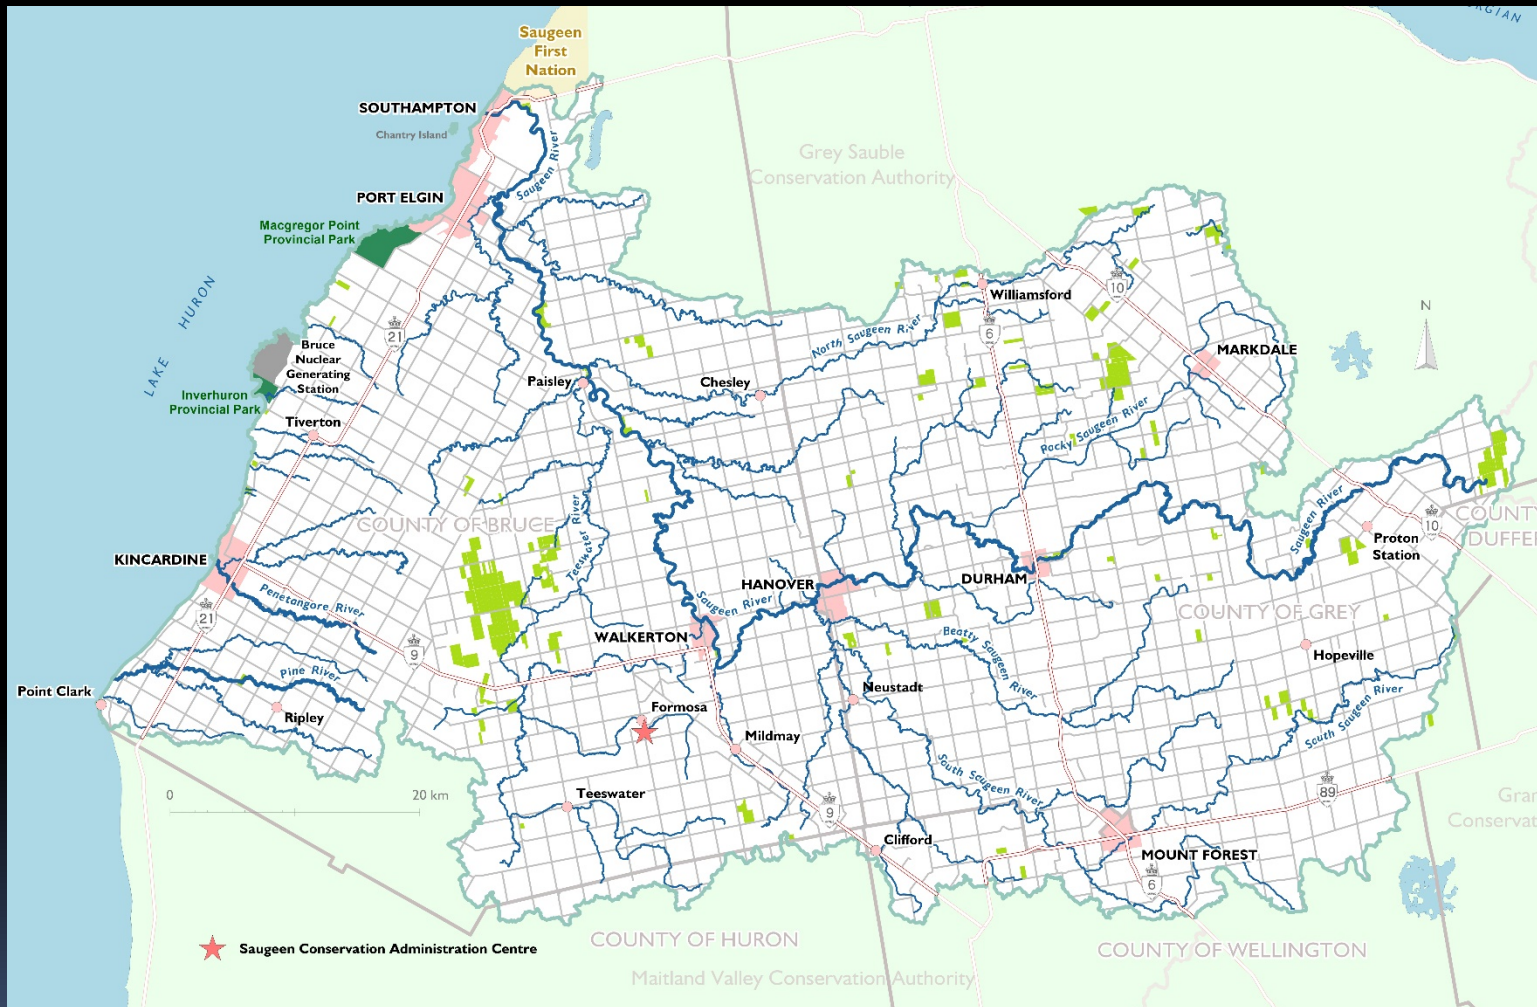 Saugeen
First
Nation
SOUTHAMPTON
Chantry Island
Saugeen River
Grey Sauble
Conservation Authority
PORT ELGIN
Macgregor Point
Provincial Park
LAKE HURON
Williamsford
10
6
21
North Saugeen River
Bruce
Nuclear
Generating
Station
MARKDALE
N
Paisley
Chesley
Inverhuron
Provincial Park
Tiverton
Rocky Saugeen River
COUNTY OF BRUCE
Teeswater River
Saugeen River
10
COUNTY
DUFFE
Proton
Station
KINCARDINE
HANOVER
DURHAM
Penetangore River
Saugeen River
21
COUNTY OF GREY
WALKERTON
Beatty Saugeen River
9
Hopeville
Pine River
Point Clark
Neustadt
South Saugeen River
Ripley
Formosa
Mildmay
South Saugeen River
0
20 km
Teeswater
89
9
Gran
Conservat
Clifford
MOUNT FOREST
6
Saugeen Conservation Administration Centre
COUNTY OF HURON
COUNTY OF WELLINGTON
Maitland Valley Conservation Authority